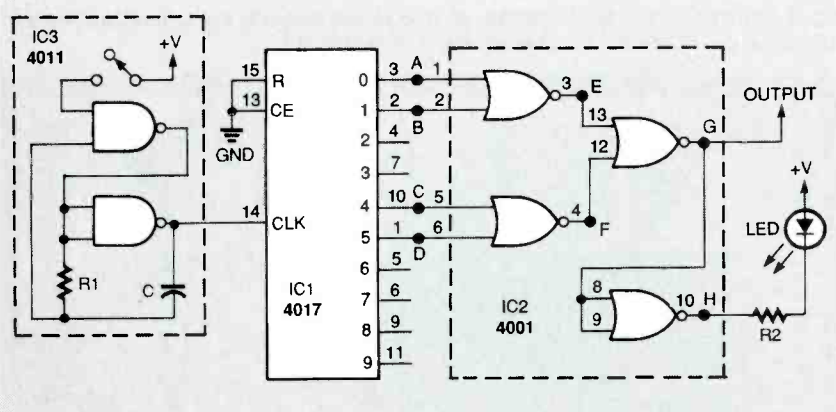 IC3
4011
+V
R1
C
15 R
13 CE
GND
14 CLK
IC1
4017
0 3 A 1
1 2 B 2
2 4
3 7
4 10 C 5
5 1 D 6
6 5
7 6
8 9
9 11
3 E
13
12
4 F
G
OUTPUT
+V
LED
8
9
10 H
R2
IC2
4001